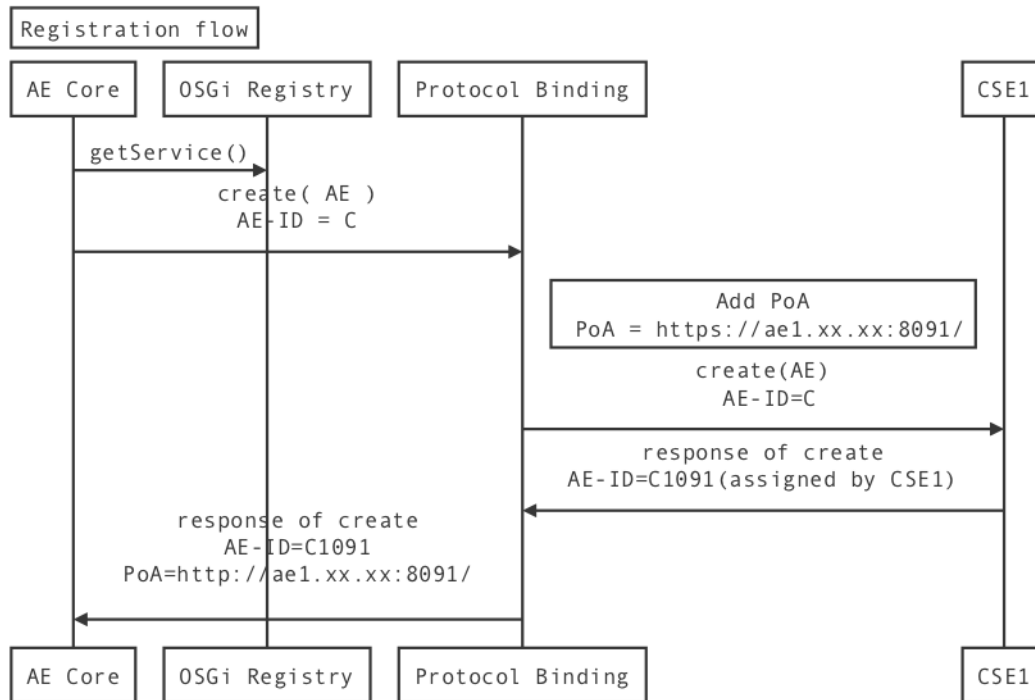 Registration flow
AE Core
OSGi Registry
Protocol Binding
CSE1
getService()
create( AE )
AE-ID = C
Add PoA
PoA = https://ae1.xx.xx:8091/
create(AE)
AE-ID=C
response of create
AE-ID=C1091(assigned by CSE1)
response of create
AE-ID=C1091
PoA=http://ae1.xx.xx:8091/
AE Core
OSGi Registry
Protocol Binding
CSE1